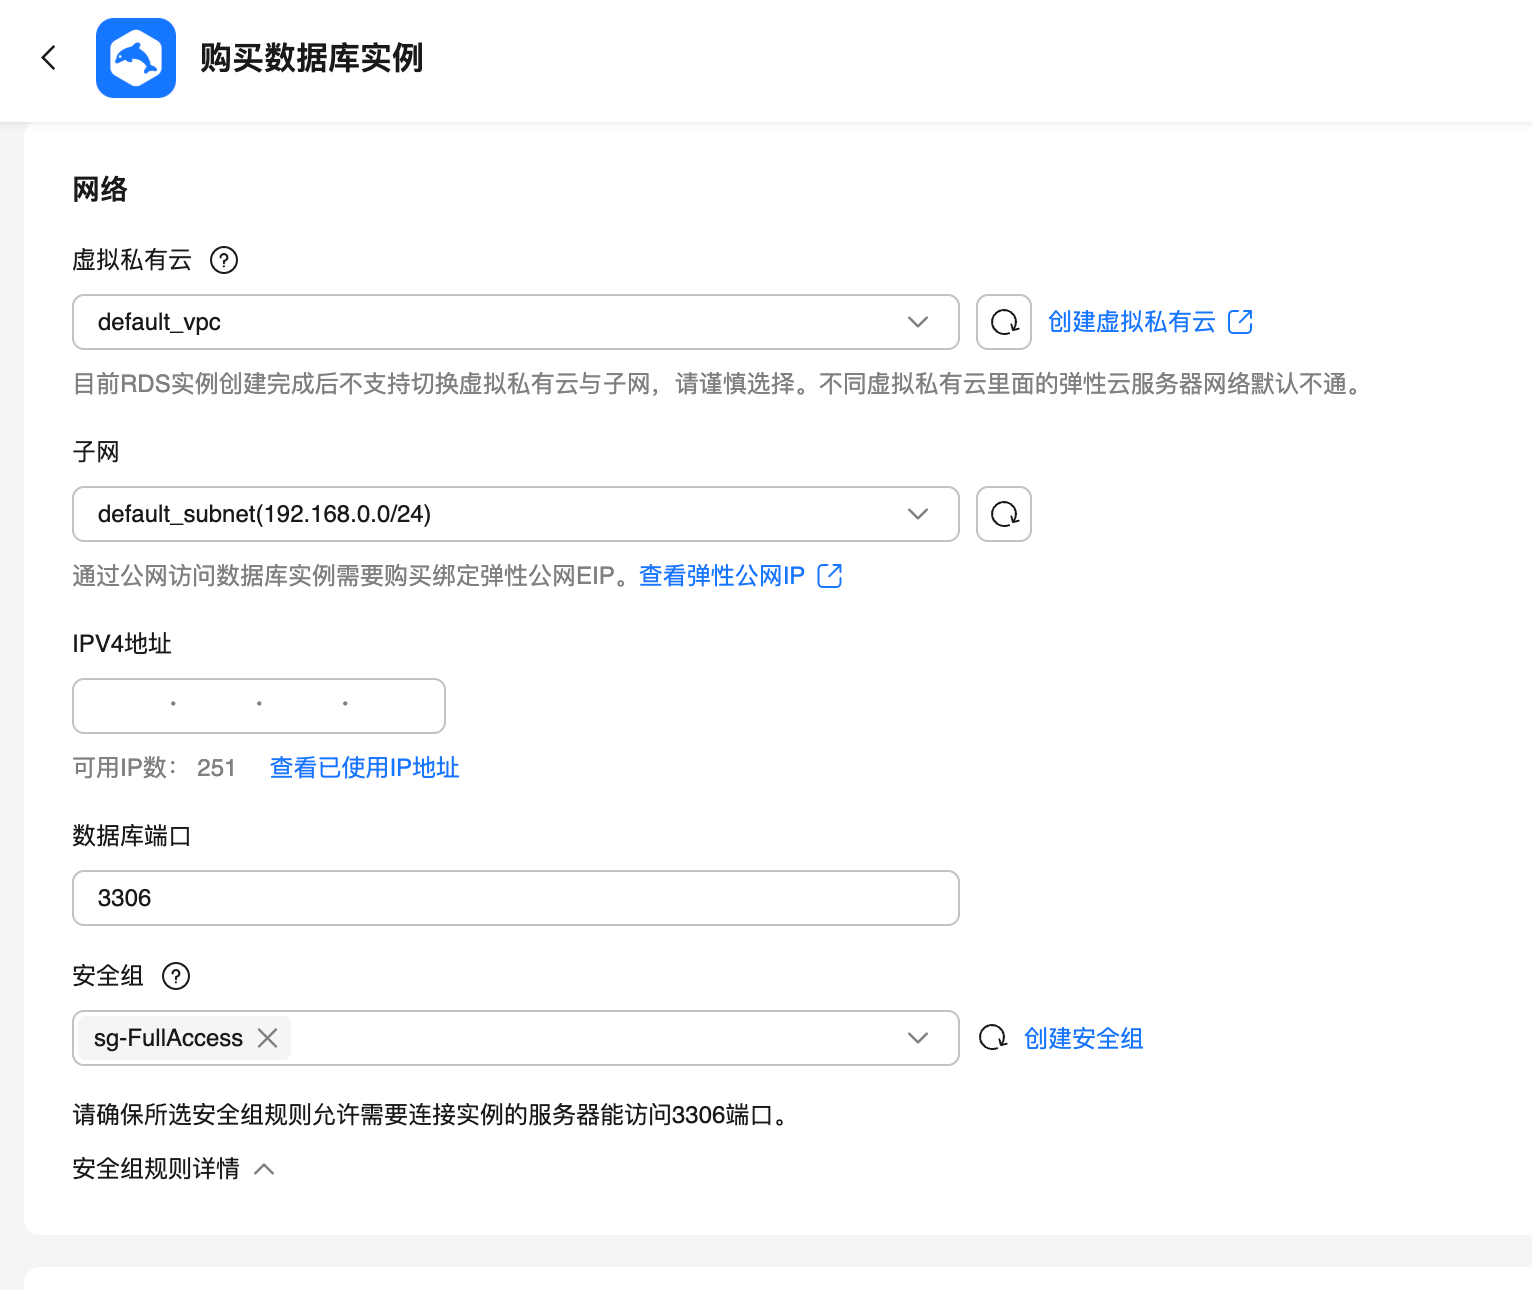 购买数据库实例
网络
虚拟私有云 ?
default_vpc
创建虚拟私有云
目前RDS实例创建完成后不支持切换虚拟私有云与子网，请谨慎选择。不同虚拟私有云里面的弹性云服务器网络默认不通。
子网
default_subnet(192.168.0.0/24)
通过公网访问数据库实例需要购买绑定弹性公网EIP。查看弹性公网IP
IPV4地址
· · ·
可用IP数： 251 查看已使用IP地址
数据库端口
3306
安全组 ?
sg-FullAccess
创建安全组
请确保所选安全组规则允许需要连接实例的服务器能访问3306端口。
安全组规则详情